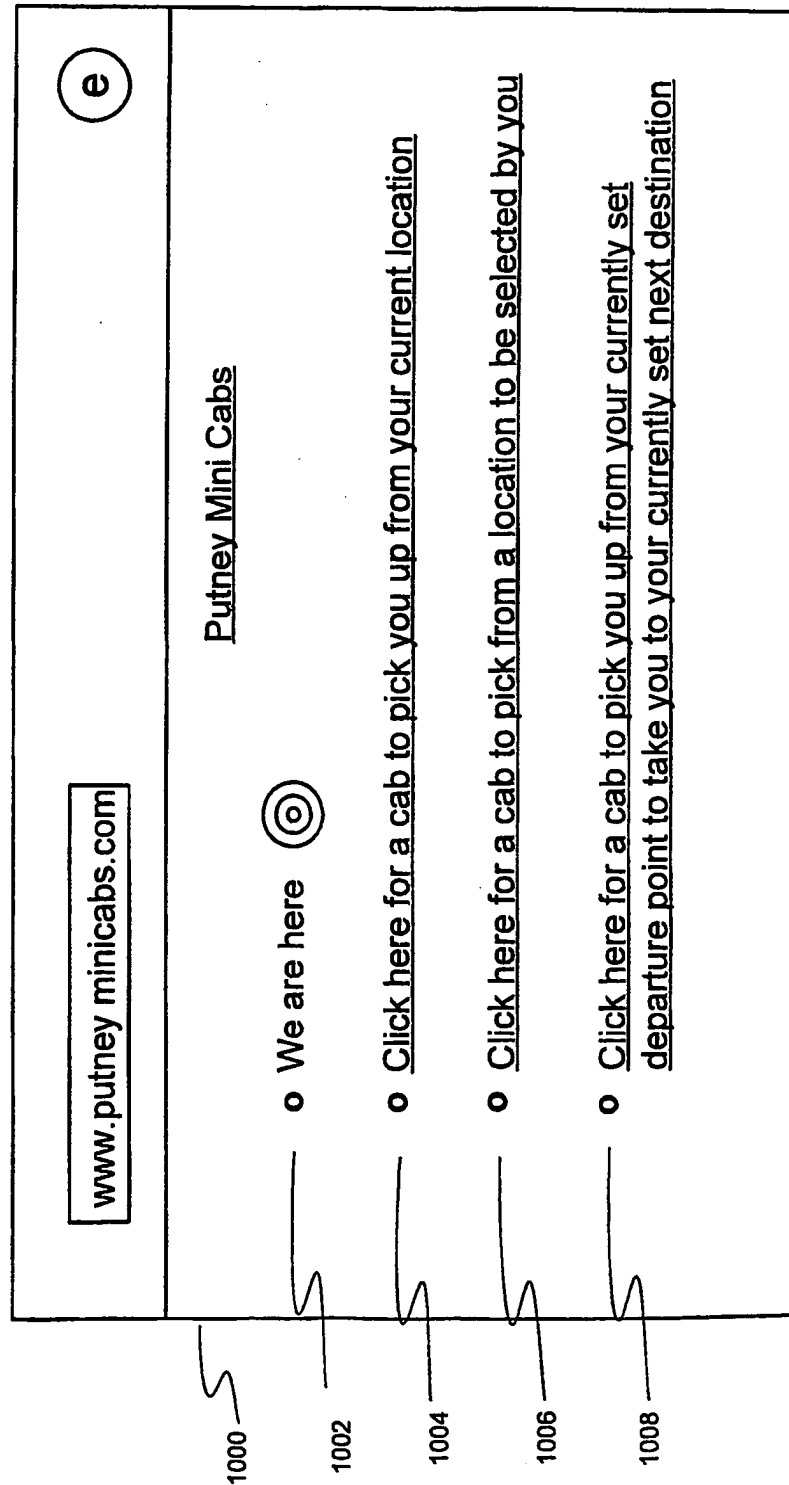 www.putney minicabs.com
e
Putney Mini Cabs
o We are here
o Click here for a cab to pick you up from your current location
o Click here for a cab to pick from a location to be selected by you
o Click here for a cab to pick you up from your currently set
departure point to take you to your currently set next destination
1000
1002
1004
1006
1008